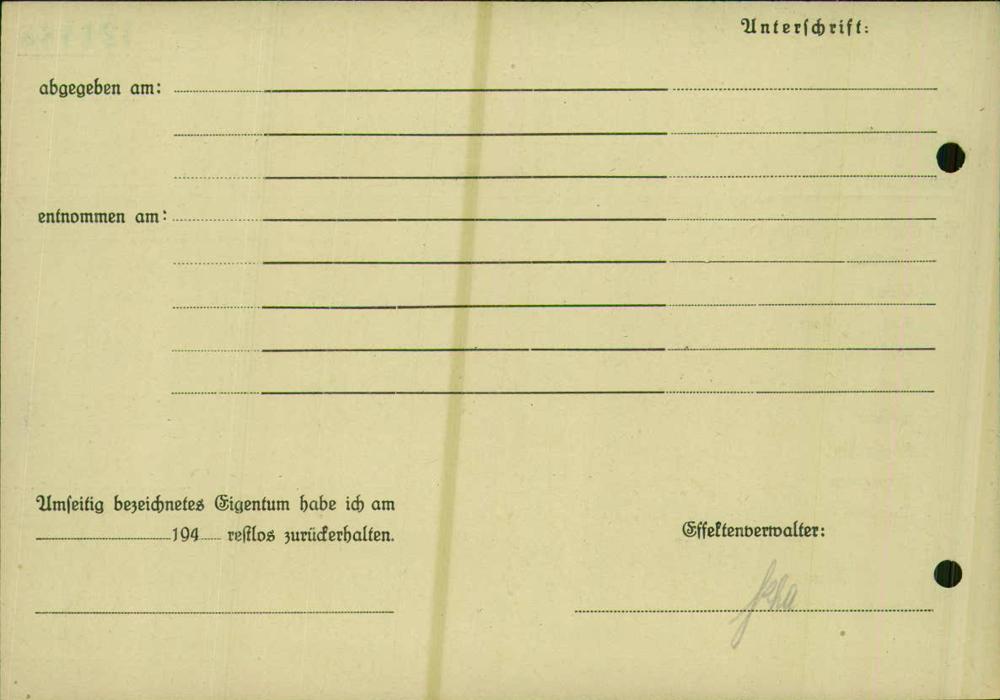 Unterschrift:
abgegeben am:
entnommen am:
Umseitig bezeichnetes Eigentum habe ich am
194 restlos zurückerhalten.
Effektenverwalter: